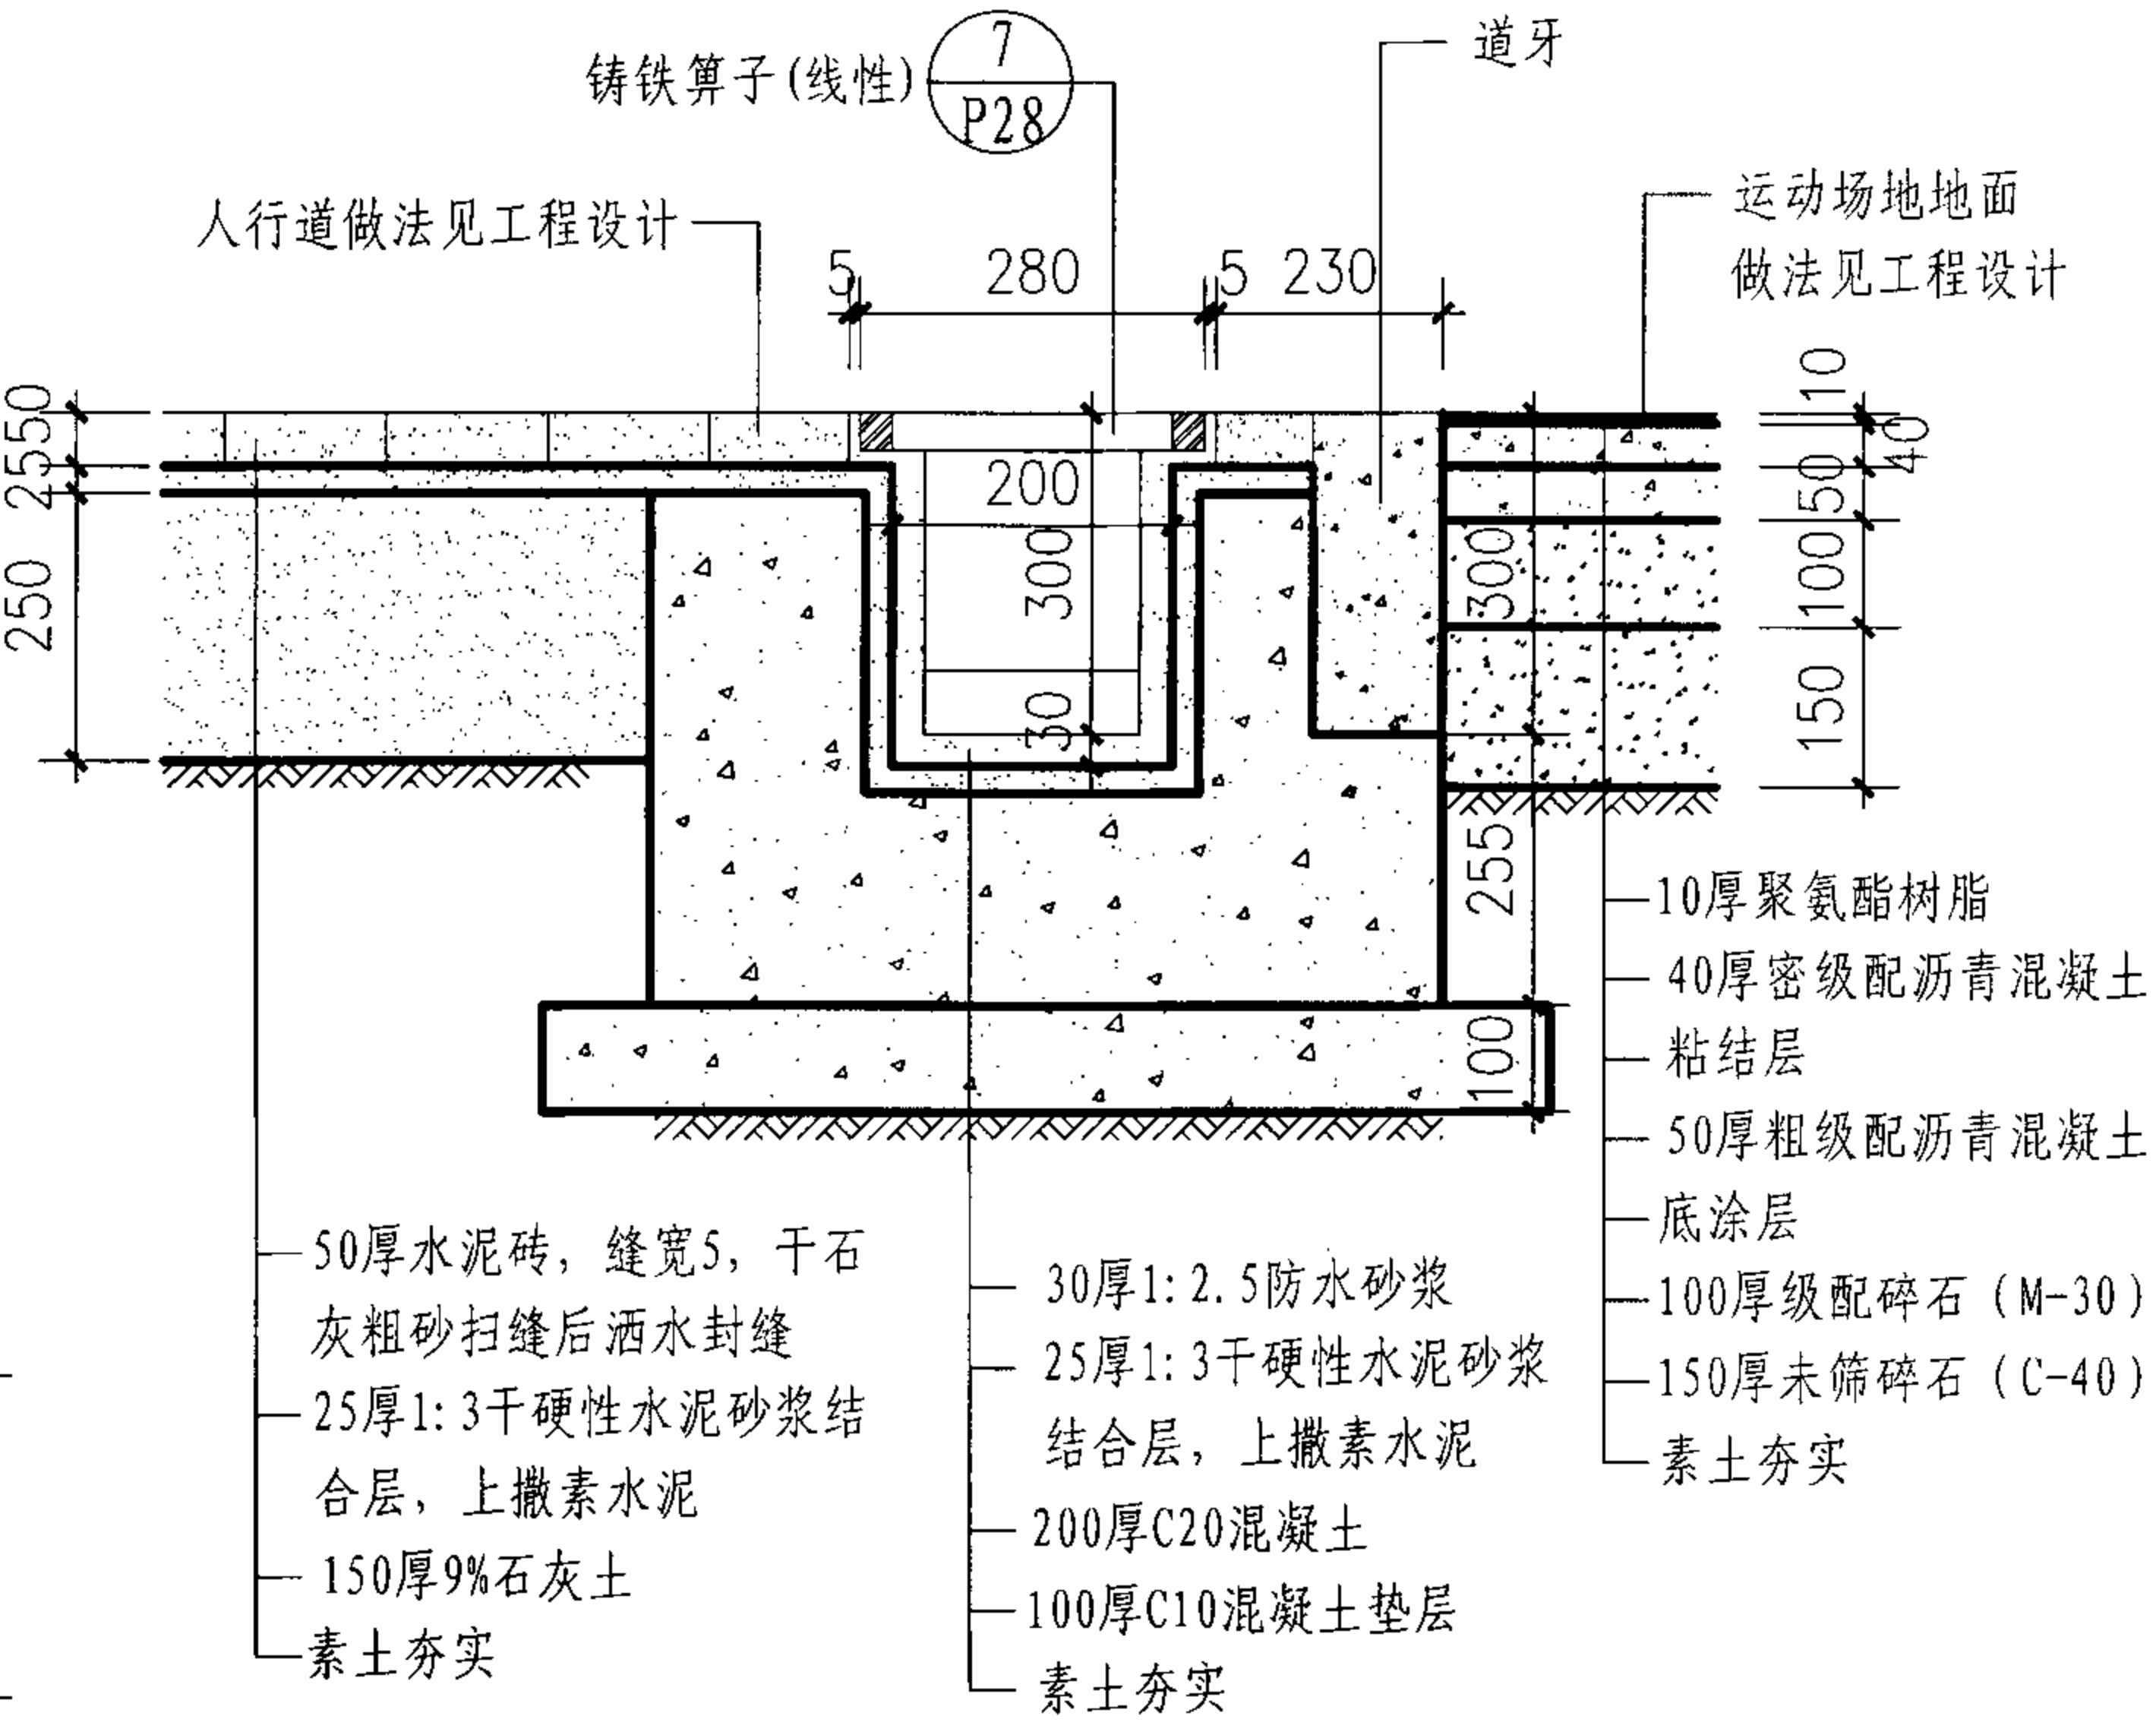 铸铁箅子(线性)
7
P28
道牙
人行道做法见工程设计
运动场地地面
做法见工程设计
5
280
5
230
50
25
250
200
300
30
300
255
100
10
40
50
100
150
10厚聚氨酯树脂
40厚密级配沥青混凝土
粘结层
50厚粗级配沥青混凝土
底涂层
100厚级配碎石(M-30)
150厚未筛碎石(C-40)
素土夯实
50厚水泥砖，缝宽5，干石
灰粗砂扫缝后洒水封缝
25厚1:3干硬性水泥砂浆结
合层，上撒素水泥
150厚9%石灰土
素土夯实
30厚1:2.5防水砂浆
25厚1:3干硬性水泥砂浆
结合层，上撒素水泥
200厚C20混凝土
100厚C10混凝土垫层
素土夯实